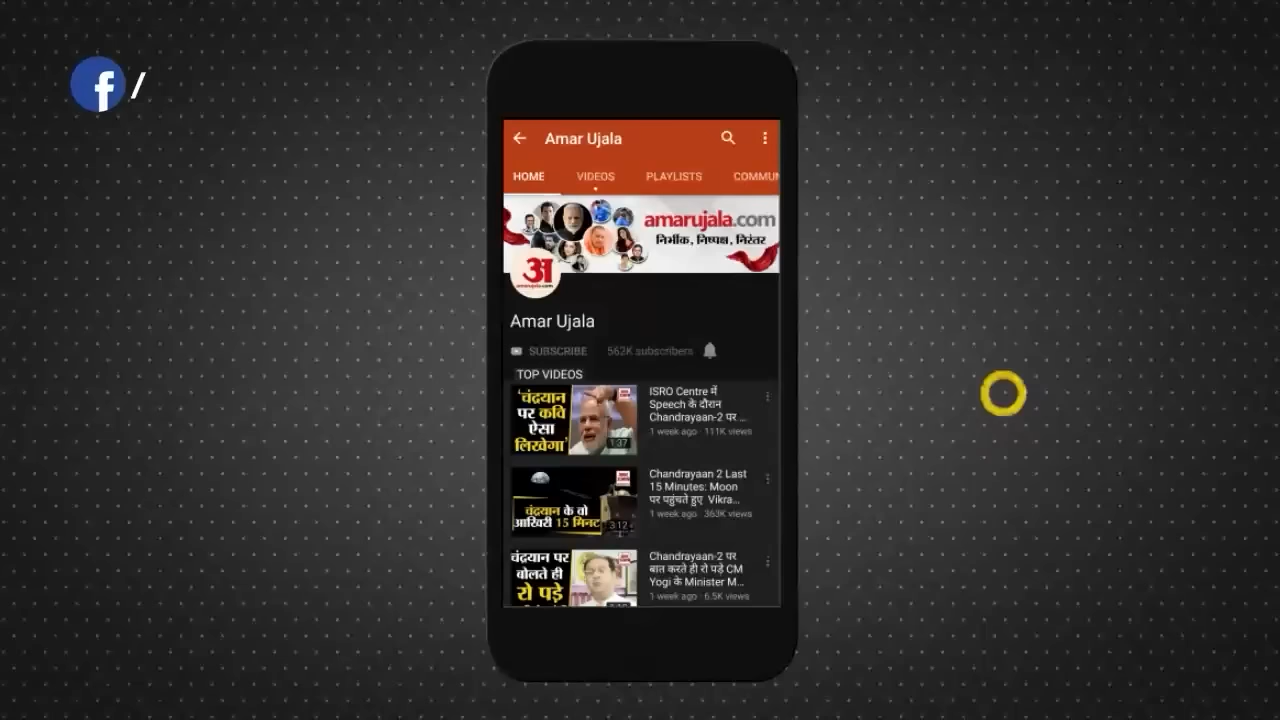 f/
Amar Ujala
HOME VIDEOS PLAYLISTS COMMUN
amarujala.com
निर्भीक, निष्पक्ष, निरंतर
अ
amarujala.com
Amar Ujala
SUBSCRIBE 562K subscribers
TOP VIDEOS
'चंद्रयान
पर कवि
ऐसा
लिखेगा'
1:37
ISRO Centre में
Speech के दौरान
Chandrayaan-2 पर ...
1 week ago · 111K views
चंद्रयान के वो
आखिरी 15 मिनट
3:12
Chandrayaan 2 Last
15 Minutes: Moon
पर पहुंचते हुए Vikra...
1 week ago · 363K views
चंद्रयान पर
बोलते ही
रो पड़े
Chandrayaan-2 पर
बात करते ही रो पड़े CM
Yogi के Minister M...
1 week ago · 6.5K views